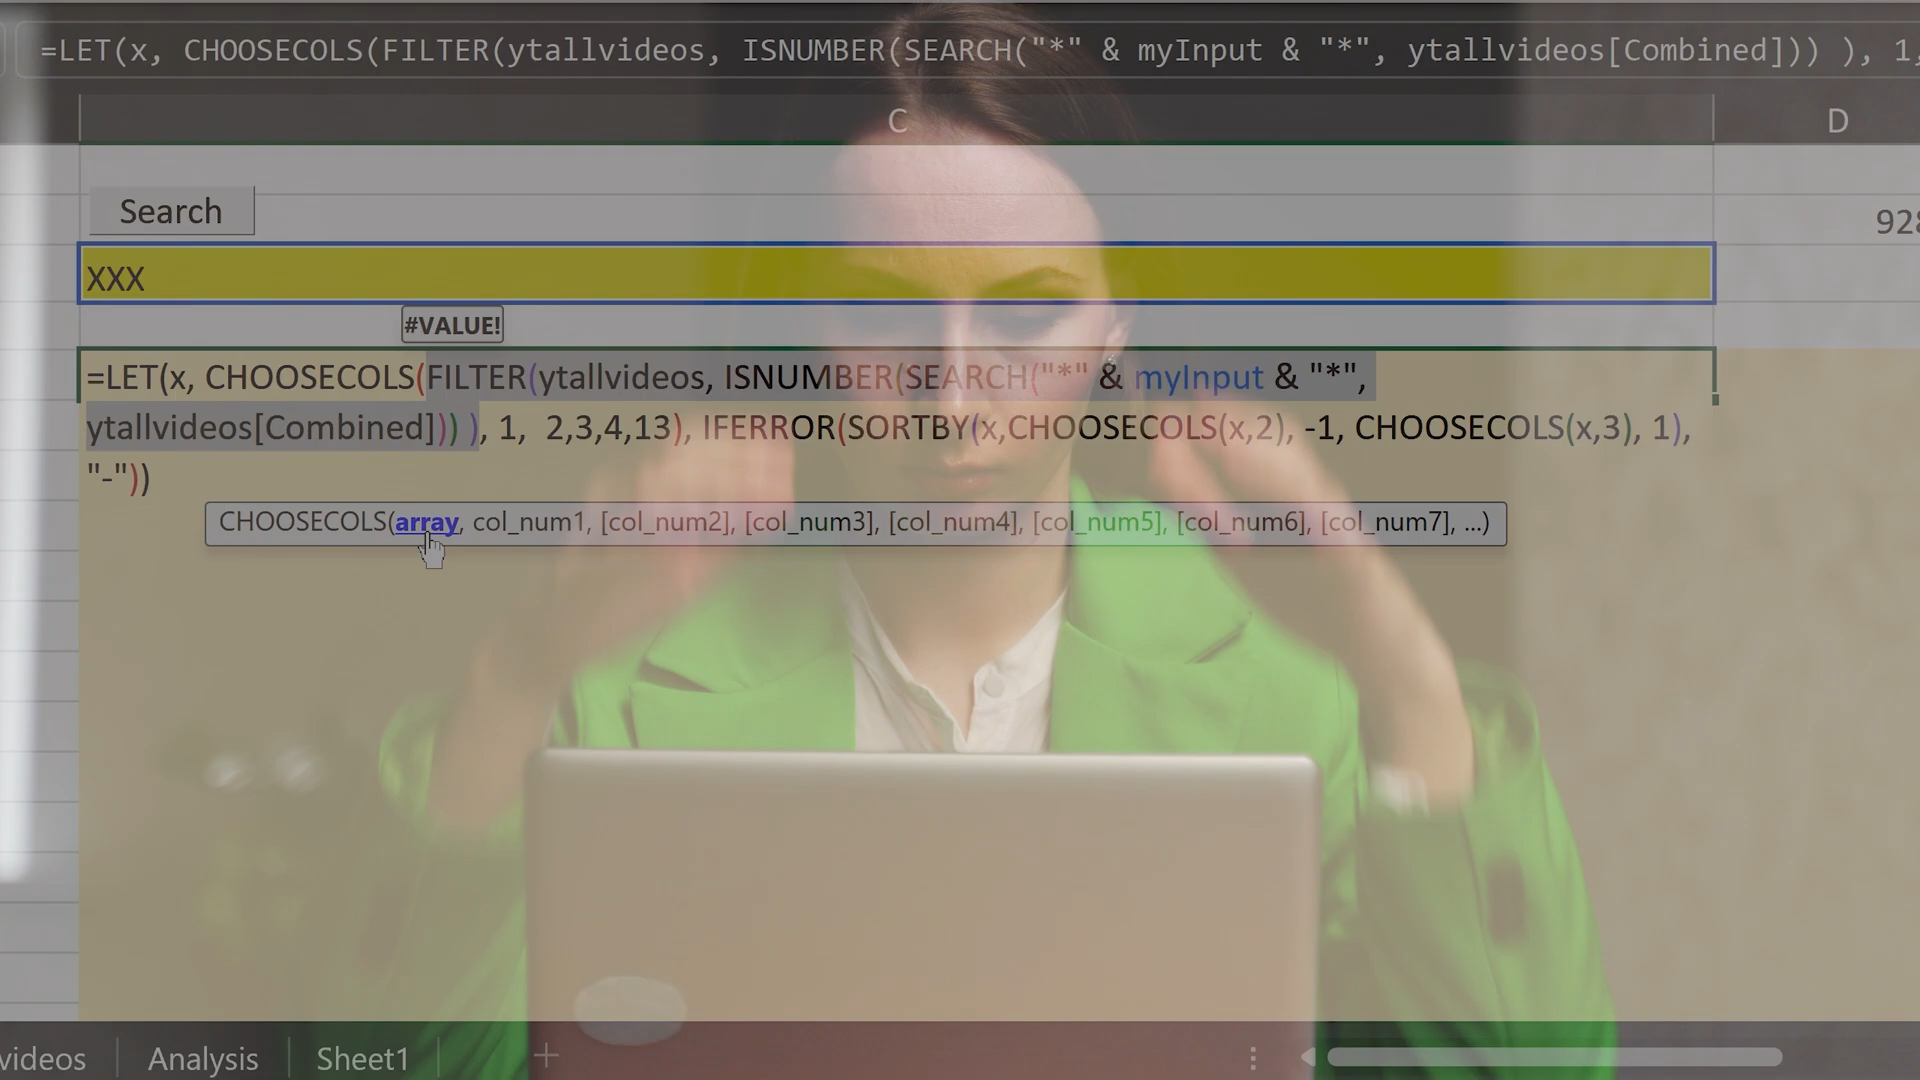 =LET(x, CHOOSECOLS(FILTER(ytallvideos, ISNUMBER(SEARCH("*" & myInput & "*", ytallvideos[Combined])) ), 1,
C D
Search
928
XXX
#VALUE!
=LET(x, CHOOSECOLS(FILTER(ytallvideos, ISNUMBER(SEARCH("*" & myInput & "*",
ytallvideos[Combined])) ), 1,  2,3,4,13), IFERROR(SORTBY(x,CHOOSECOLS(x,2), -1, CHOOSECOLS(x,3), 1),
"-"))
CHOOSECOLS(array, col_num1, [col_num2], [col_num3], [col_num4], [col_num5], [col_num6], [col_num7], ...)
videos Analysis Sheet1 +